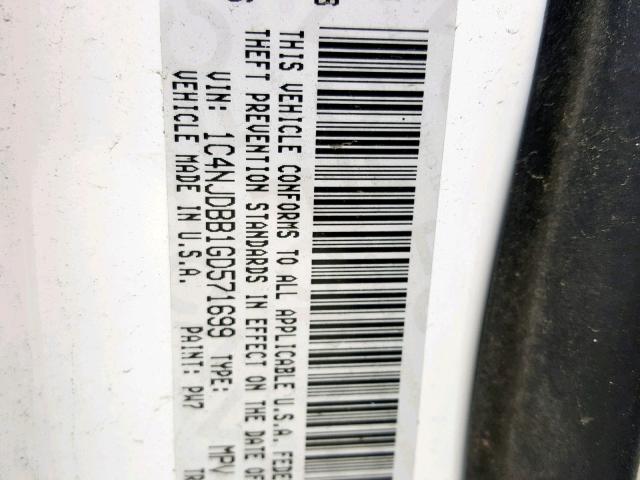 THIS VEHICLE CONFORMS TO ALL APPLICABLE U.S.A. FEDE
THEFT PREVENTION STANDARDS IN EFFECT ON THE DATE OF
VIN: 1C4NJDBB1GD571699 TYPE: MPV
VEHICLE MADE IN U.S.A. PAINT: PW7 TR